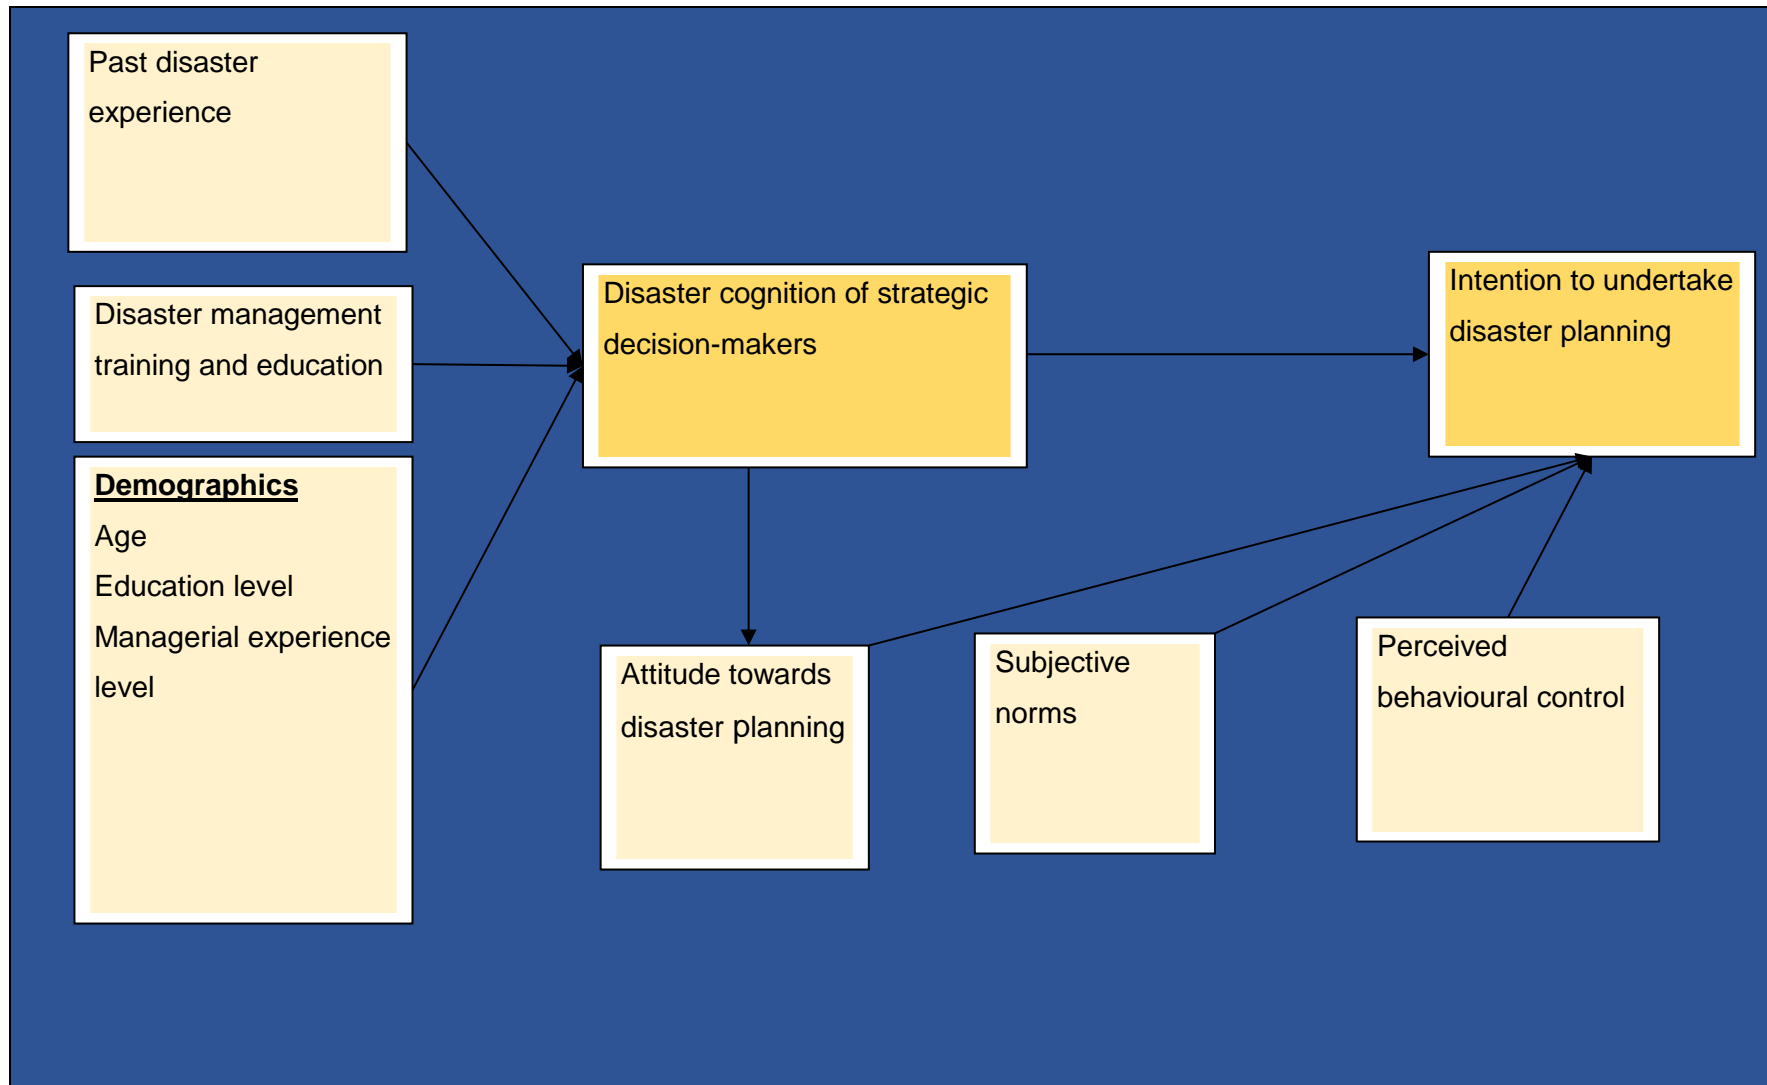 Past disaster
experience
Disaster management
training and education
Demographics
Age
Education level
Managerial experience
level
Disaster cognition of strategic
decision-makers
Intention to undertake
disaster planning
Attitude towards
disaster planning
Subjective
norms
Perceived
behavioural control